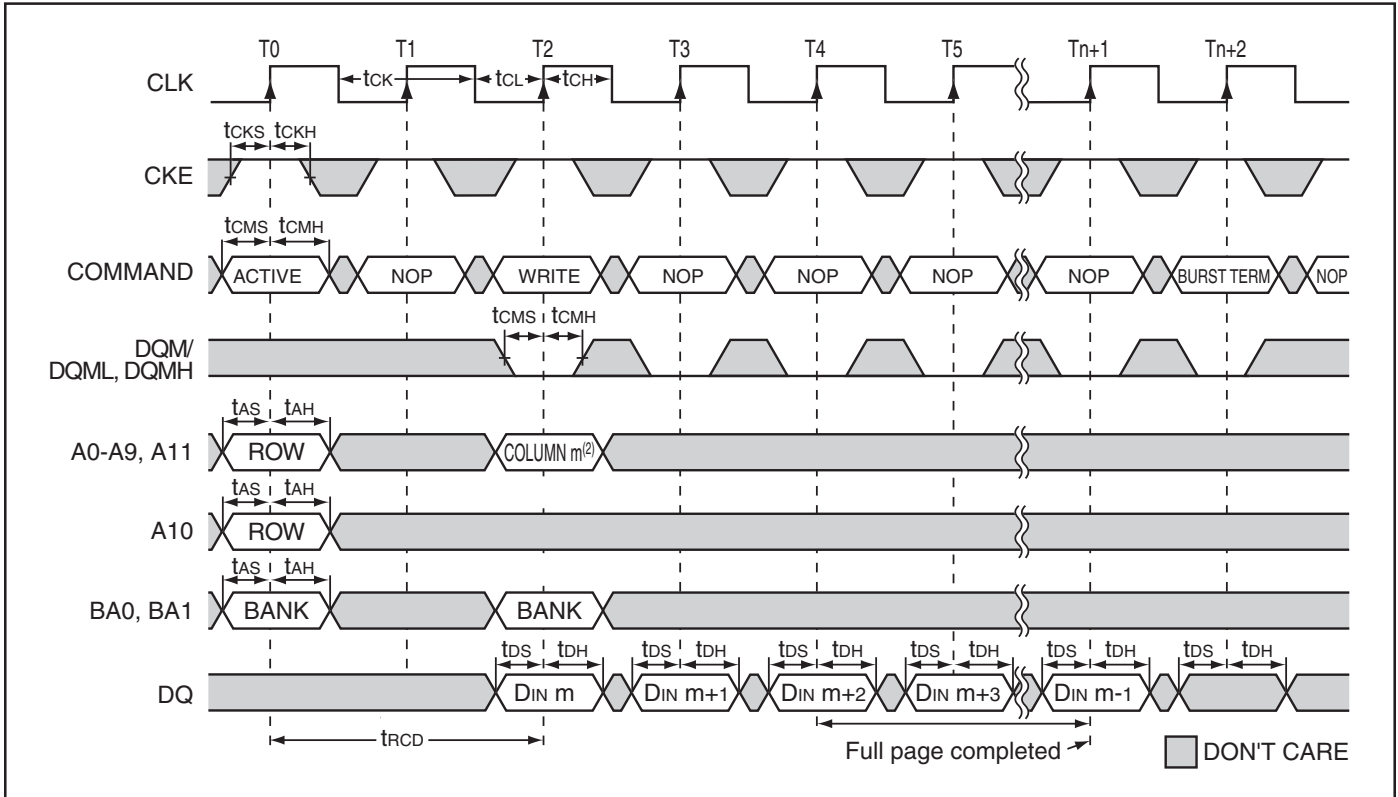 T0 T1 T2 T3 T4 T5 Tn+1 Tn+2
CLK tCK tCL tCH
tCKS tCKH
CKE
tCMS tCMH
COMMAND ACTIVE NOP WRITE NOP NOP NOP NOP BURST TERM NOP
tCMS tCMH
DQM/
DQML, DQMH
tAS tAH
A0-A9, A11 ROW COLUMN m(2)
tAS tAH
A10 ROW
tAS tAH
BA0, BA1 BANK BANK
tDS tDH tDS tDH tDS tDH tDS tDH tDS tDH tDS tDH
DQ DIN m DIN m+1 DIN m+2 DIN m+3 DIN m-1
tRCD
Full page completed
DON'T CARE